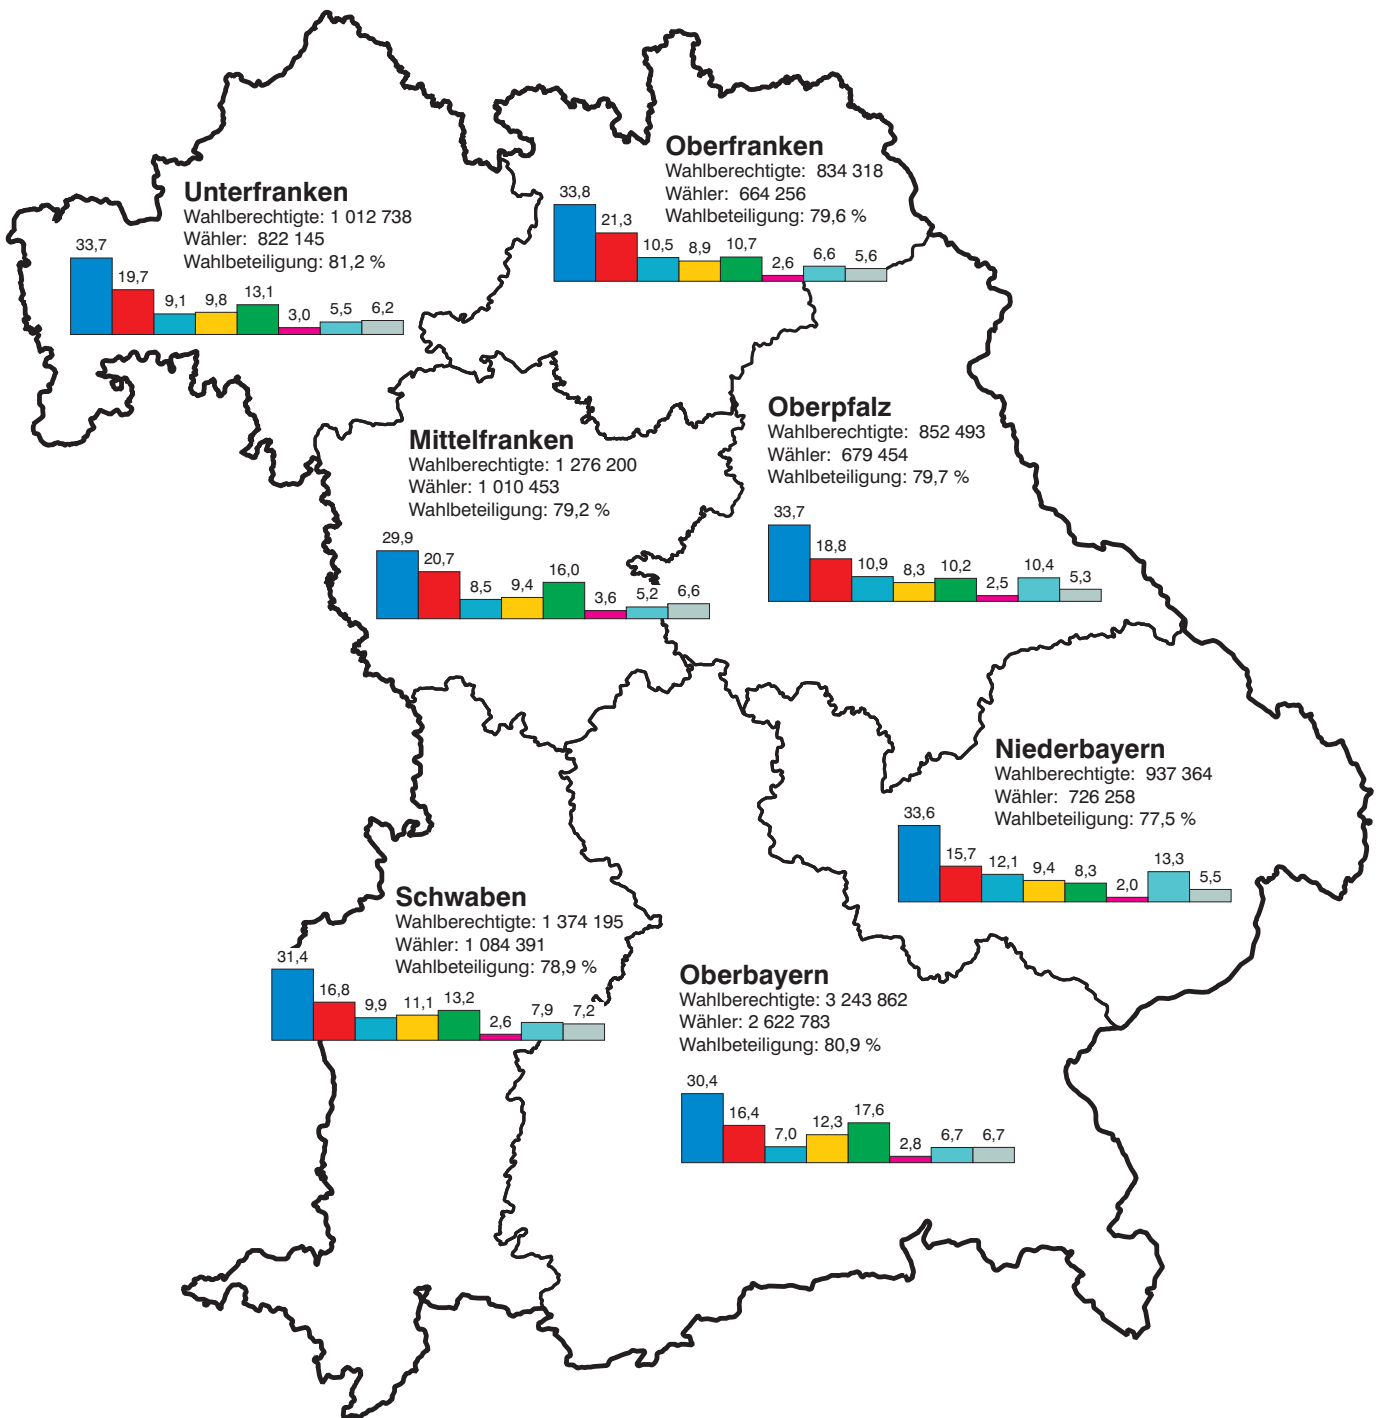 Oberfranken
Wahlberechtigte: 834 318
Wähler: 664 256
Wahlbeteiligung: 79,6 %
33,8
21,3
10,5
8,9
10,7
2,6
6,6
5,6
Unterfranken
Wahlberechtigte: 1 012 738
Wähler: 822 145
Wahlbeteiligung: 81,2 %
33,7
19,7
9,1
9,8
13,1
3,0
5,5
6,2
Oberpfalz
Wahlberechtigte: 852 493
Wähler: 679 454
Wahlbeteiligung: 79,7 %
33,7
18,8
10,9
8,3
10,2
2,5
10,4
5,3
Mittelfranken
Wahlberechtigte: 1 276 200
Wähler: 1 010 453
Wahlbeteiligung: 79,2 %
29,9
20,7
8,5
9,4
16,0
3,6
5,2
6,6
Niederbayern
Wahlberechtigte: 937 364
Wähler: 726 258
Wahlbeteiligung: 77,5 %
33,6
15,7
12,1
9,4
8,3
2,0
13,3
5,5
Schwaben
Wahlberechtigte: 1 374 195
Wähler: 1 084 391
Wahlbeteiligung: 78,9 %
31,4
16,8
9,9
11,1
13,2
2,6
7,9
7,2
Oberbayern
Wahlberechtigte: 3 243 862
Wähler: 2 622 783
Wahlbeteiligung: 80,9 %
30,4
16,4
7,0
12,3
17,6
2,8
6,7
6,7